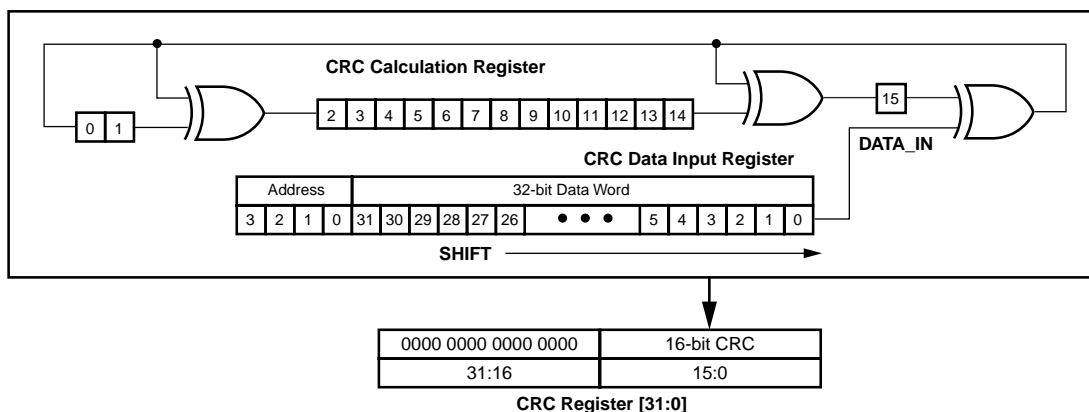 CRC Calculation Register
0 1
2 3 4 5 6 7 8 9 10 11 12 13 14
15
DATA_IN
CRC Data Input Register
Address 32-bit Data Word
3 2 1 0 31 30 29 28 27 26 • • • 5 4 3 2 1 0
SHIFT
0000 0000 0000 0000 16-bit CRC
31:16 15:0
CRC Register [31:0]